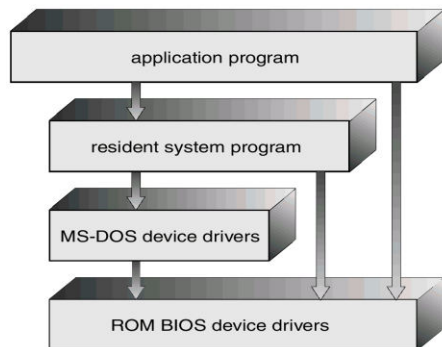 application program
resident system program
MS-DOS device drivers
ROM BIOS device drivers